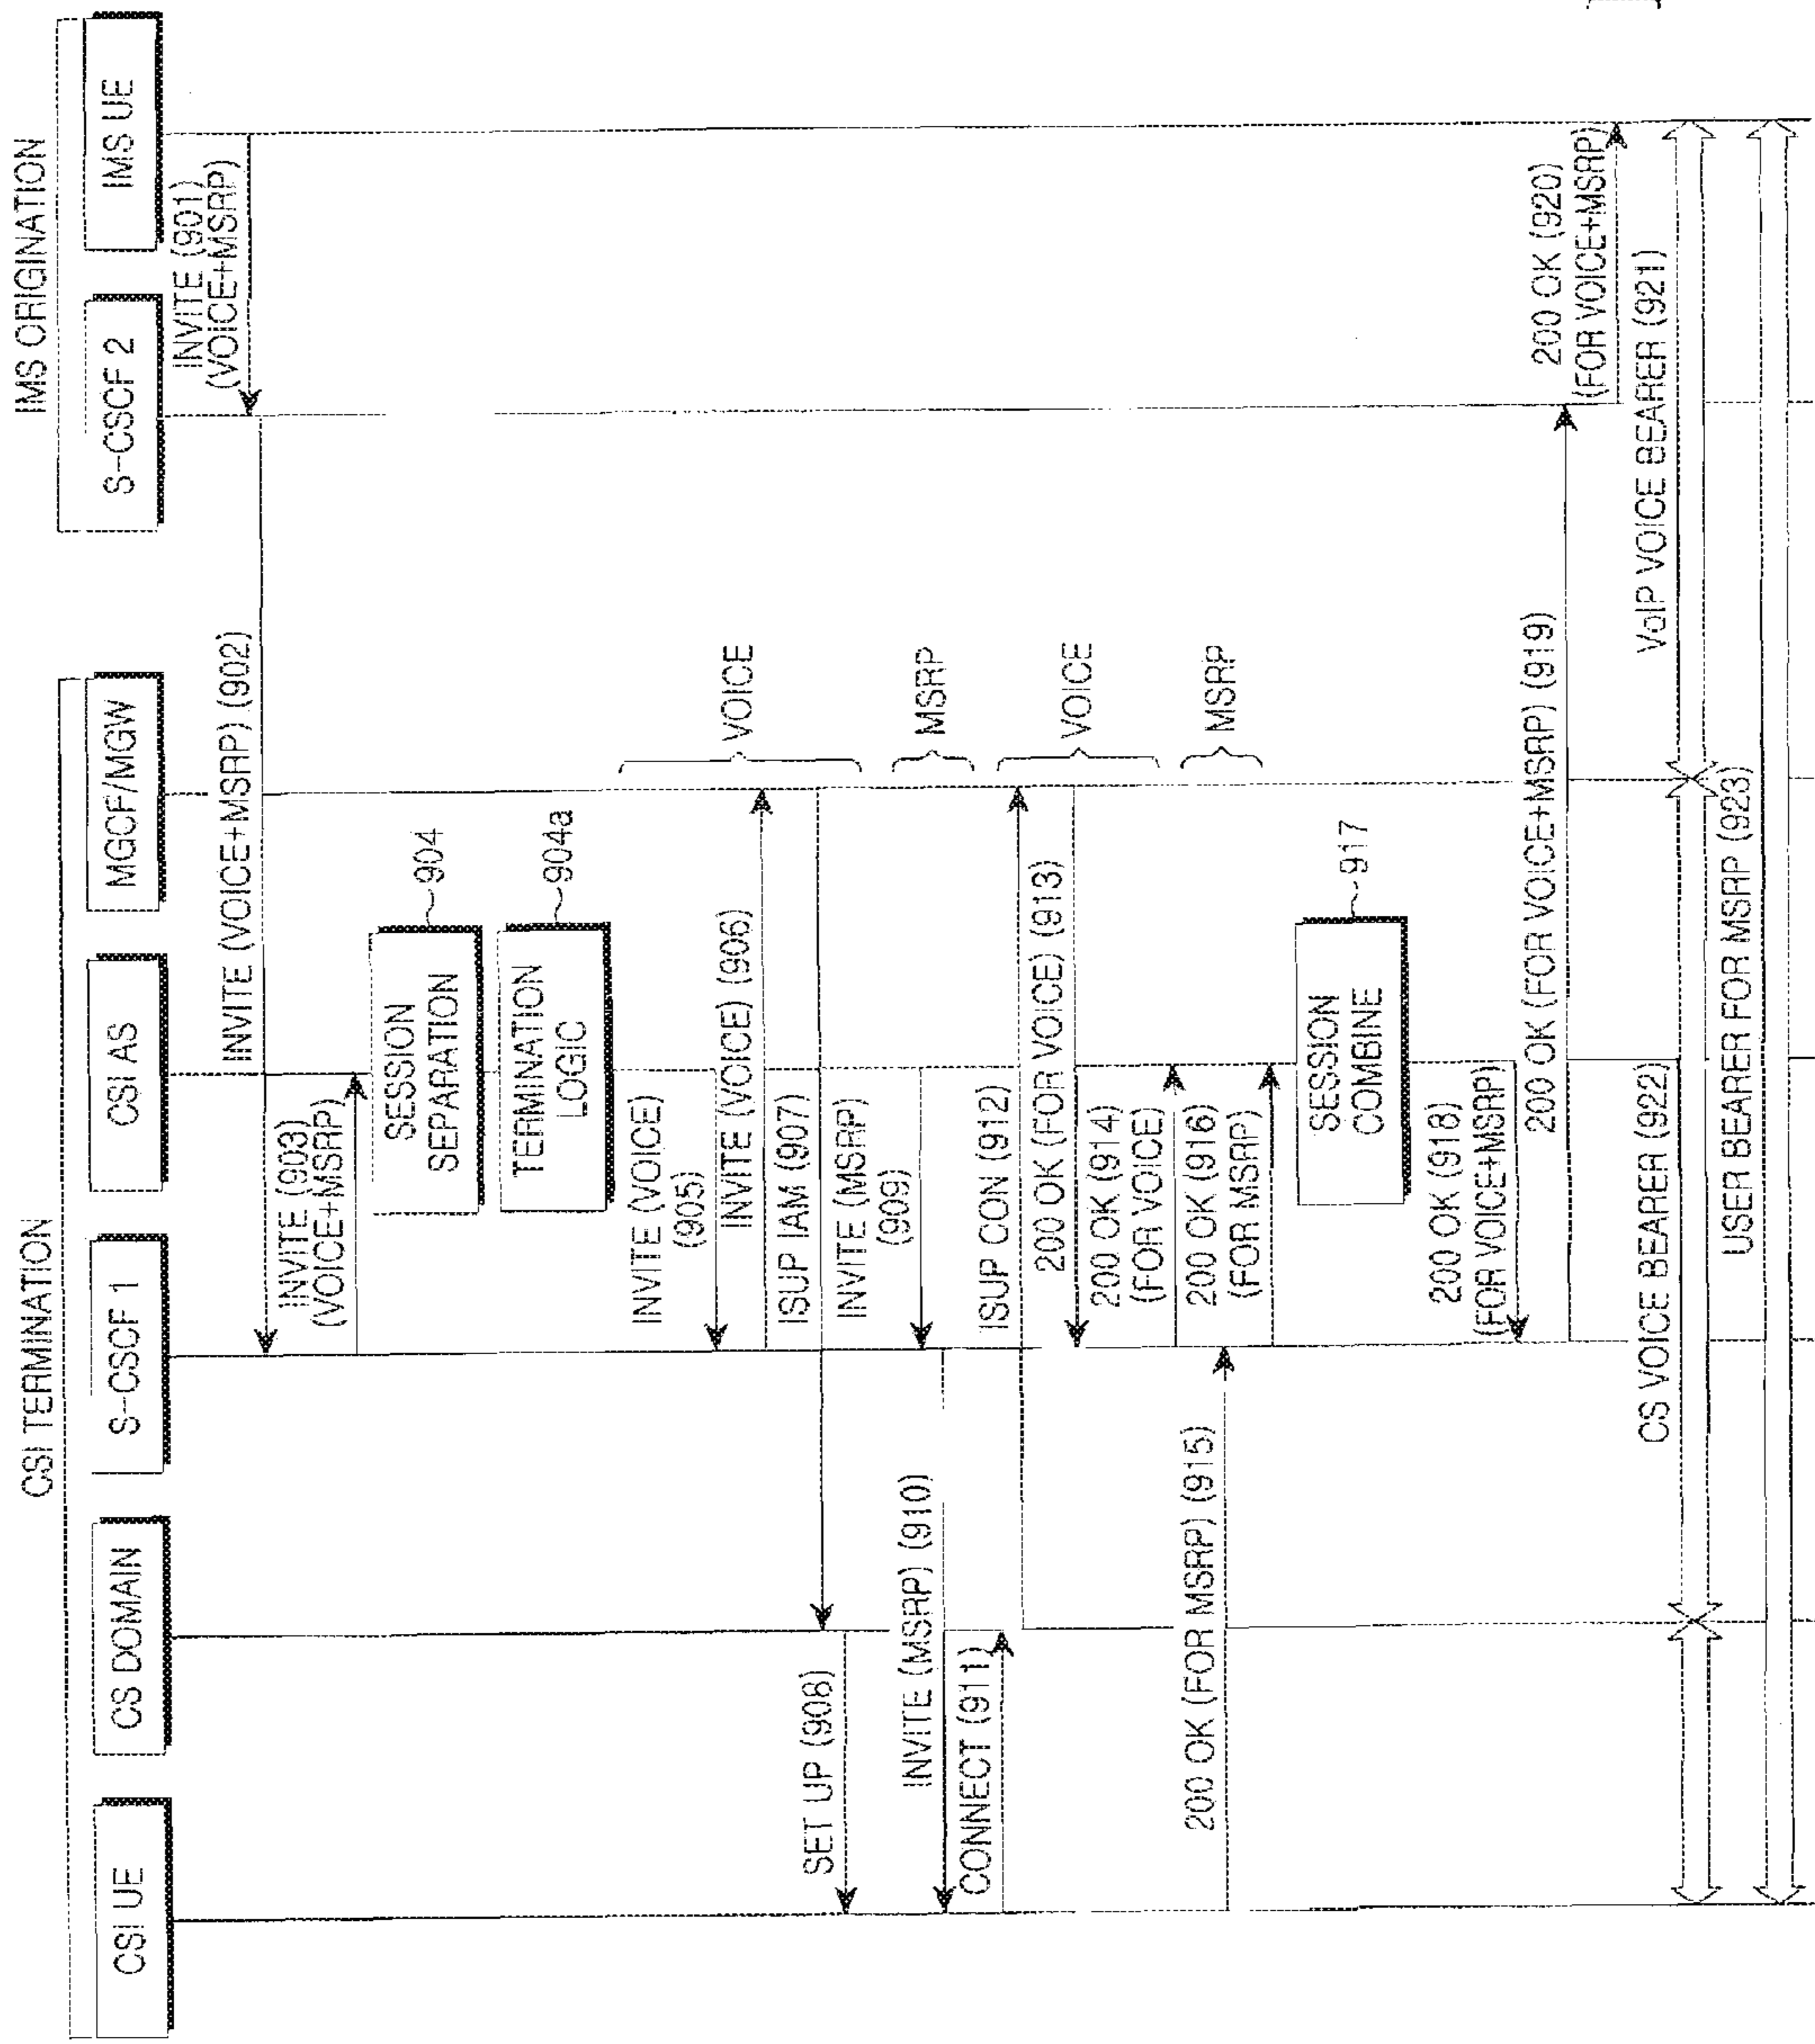 CSI TERMINATION
IMS ORIGINATION
CSI UE
CS DOMAIN
S-CSCF 1
CSI AS
MGCF/MGW
S-CSCF 2
IMS UE
INVITE (901)
(VOICE+MSRP)
INVITE (VOICE+MSRP) (902)
INVITE (903)
(VOICE+MSRP)
SESSION
SEPARATION
904
TERMINATION
LOGIC
904a
INVITE (VOICE)
(905)
INVITE (VOICE) (906)
VOICE
ISUP IAM (907)
SET UP (908)
INVITE (MSRP)
(909)
MSRP
INVITE (MSRP) (910)
CONNECT (911)
ISUP CON (912)
VOICE
200 OK (FOR VOICE) (913)
200 OK (914)
(FOR VOICE)
200 OK (FOR MSRP) (915)
200 OK (916)
(FOR MSRP)
MSRP
SESSION
COMBINE
917
200 OK (918)
(FOR VOICE+MSRP)
200 OK (FOR VOICE+MSRP) (919)
200 OK (920)
(FOR VOICE+MSRP)
VoIP VOICE BEARER (921)
CS VOICE BEARER (922)
USER BEARER FOR MSRP (923)